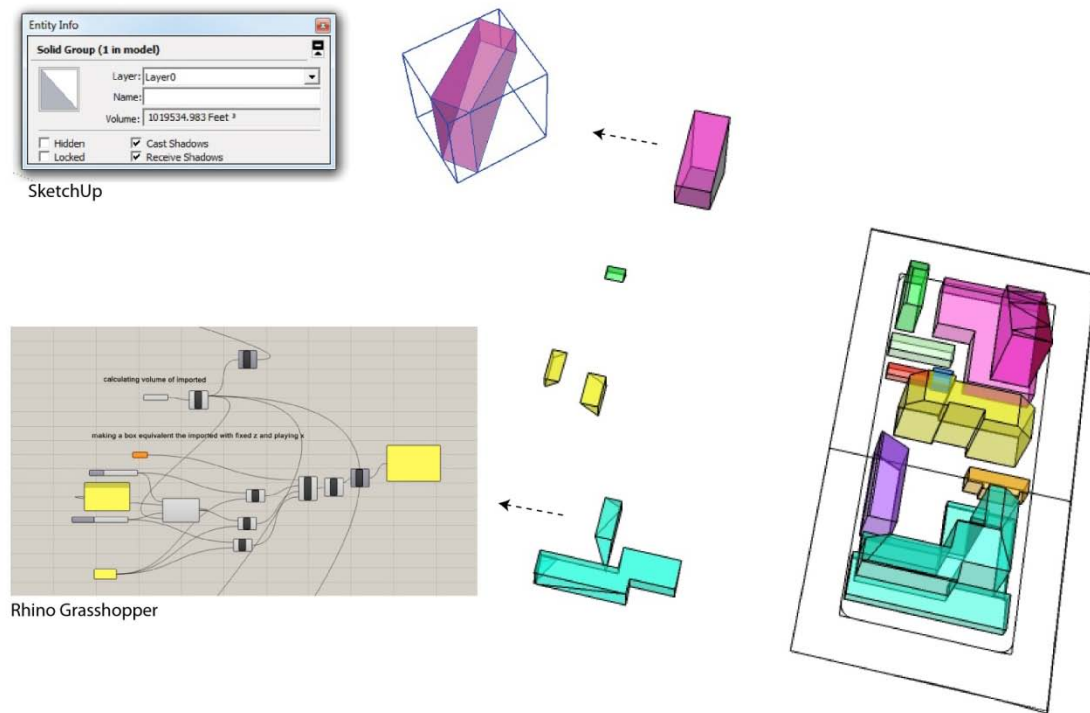 Entity Info
Solid Group (1 in model)
Layer: Layer0
Name:
Volume: 1019534.983 Feet ³
Hidden
Cast Shadows
Locked
Receive Shadows
SketchUp
calculating volume of imported
making a box equivalent the imported with fixed z and playing x
Rhino Grasshopper